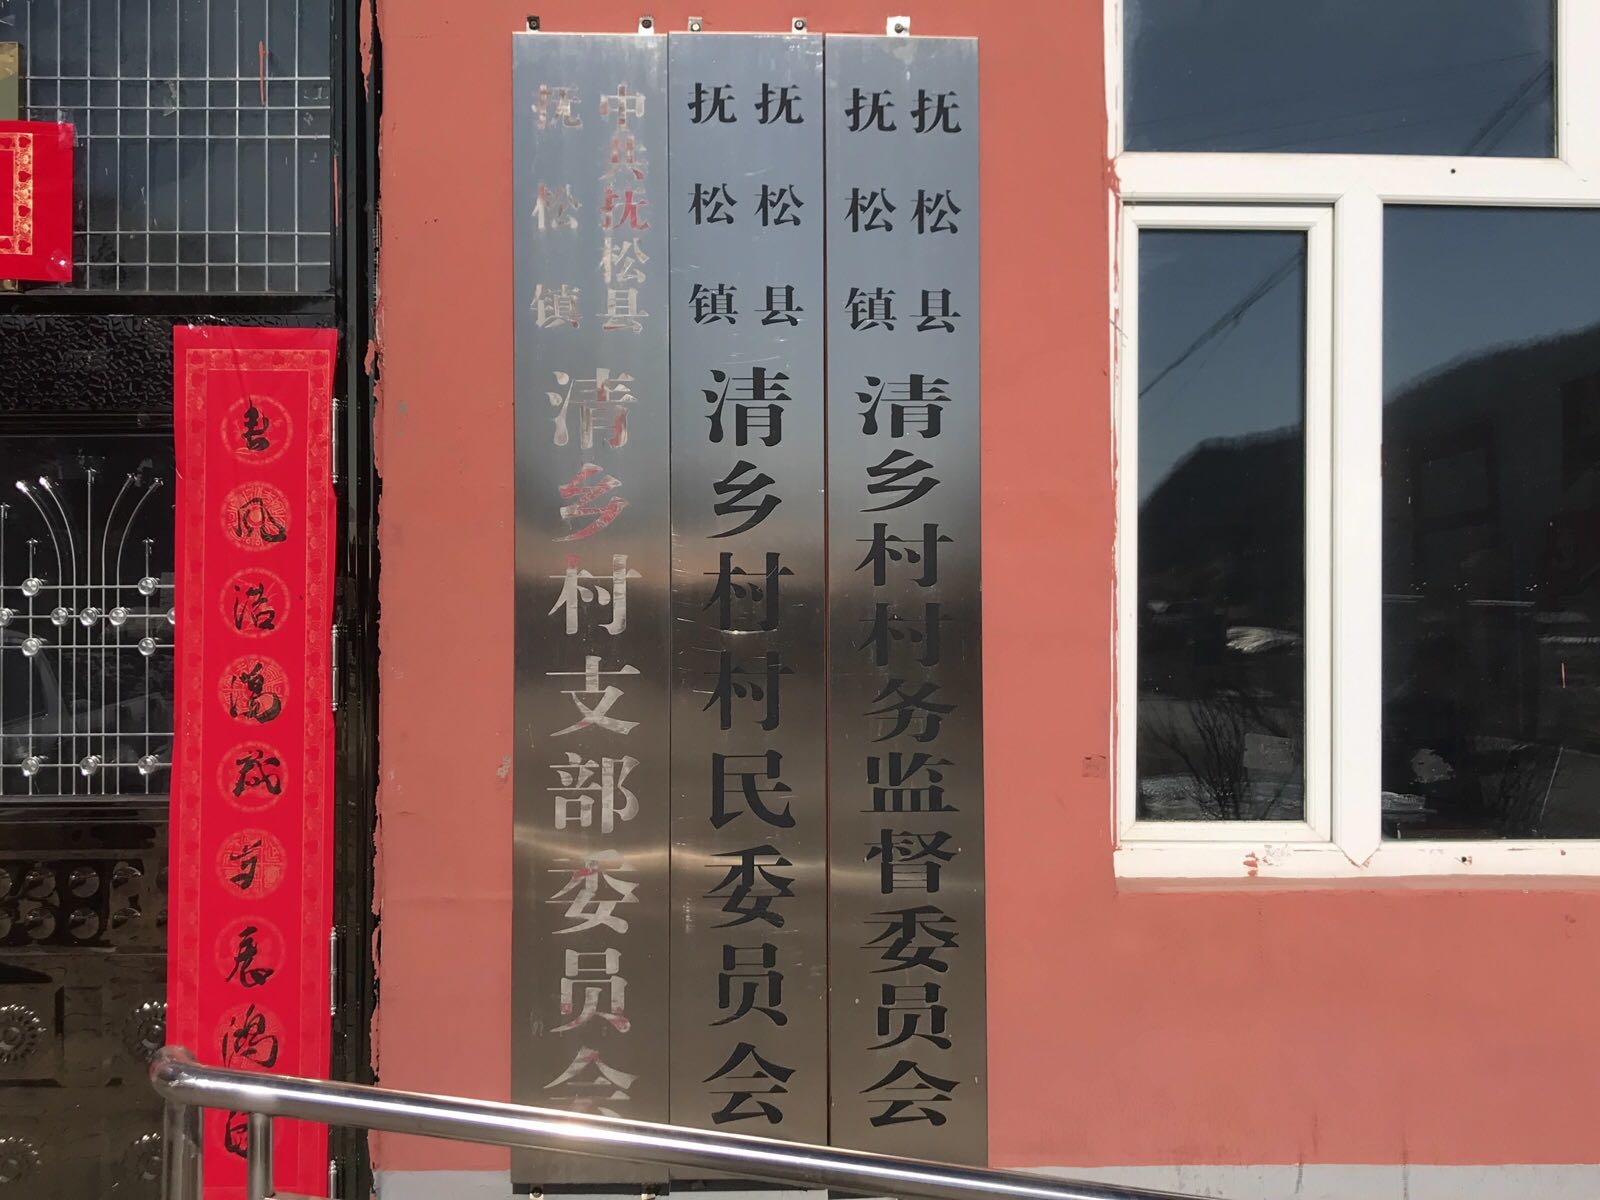 中共抚松县
抚松镇
清乡村支部委员会
抚松县
抚松镇
清乡村村民委员会
抚松县
抚松镇
清乡村村务监督委员会